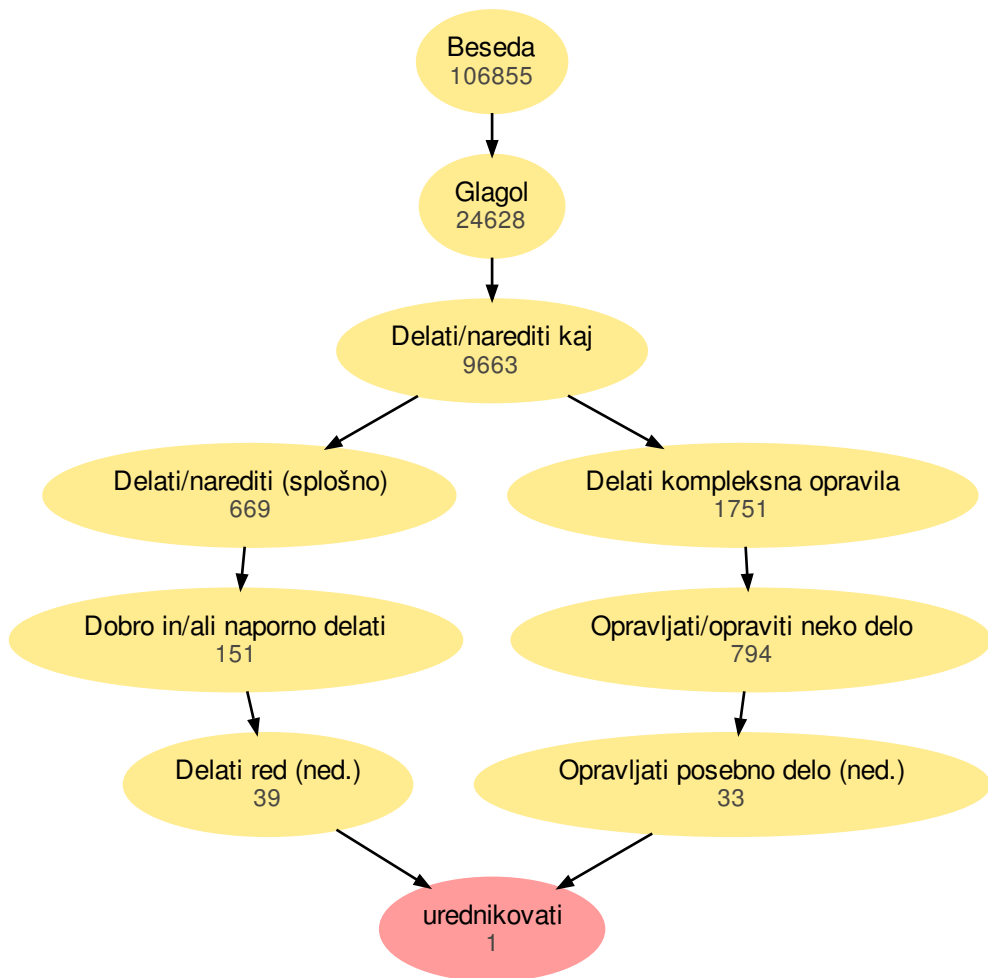 Beseda
106855
Glagol
24628
Delati/narediti kaj
9663
Delati/narediti (splošno)
669
Delati kompleksna opravila
1751
Dobro in/ali naporno delati
151
Opravljati/opraviti neko delo
794
Delati red (ned.)
39
Opravljati posebno delo (ned.)
33
urednikovati
1